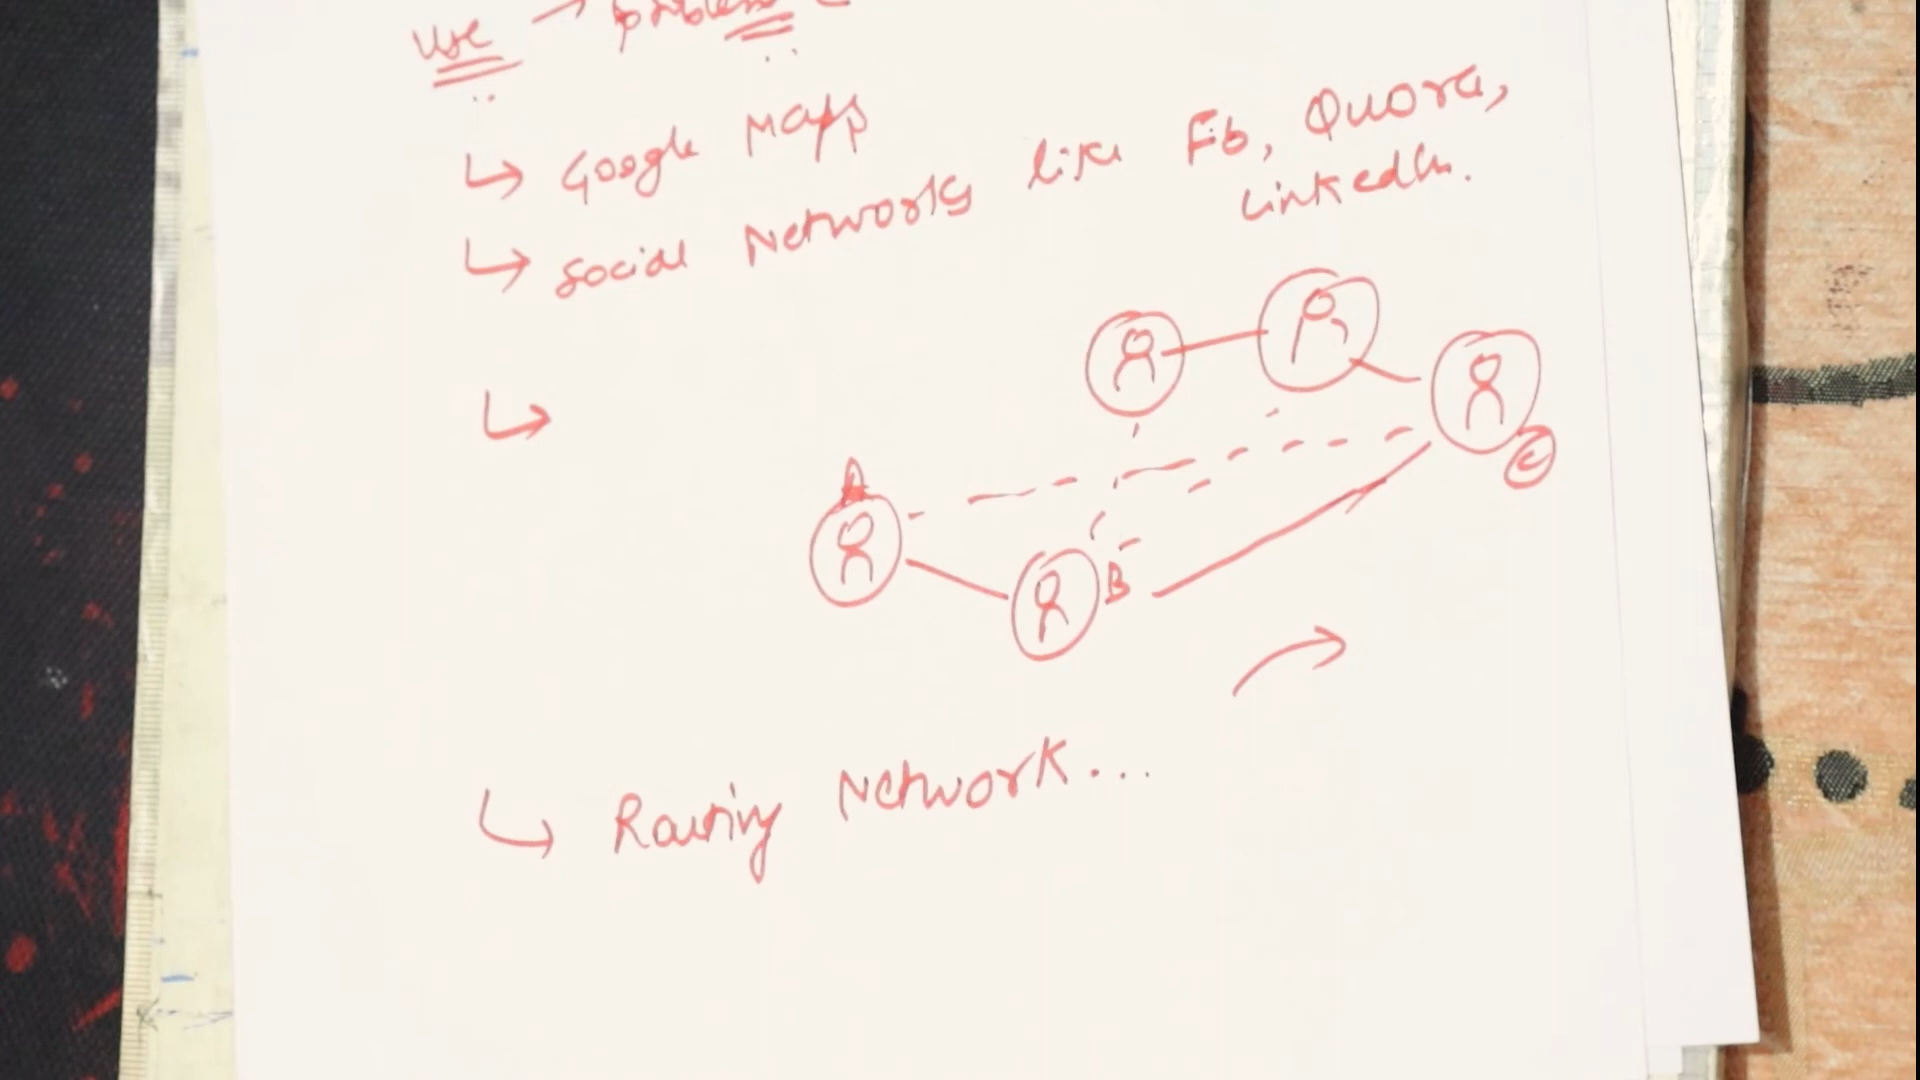 Use → problem
↳ Google Maps
↳ Social Networks like Fb, Quora,
LinkedIn.
↳
A
B
C
↳ Routing Network...